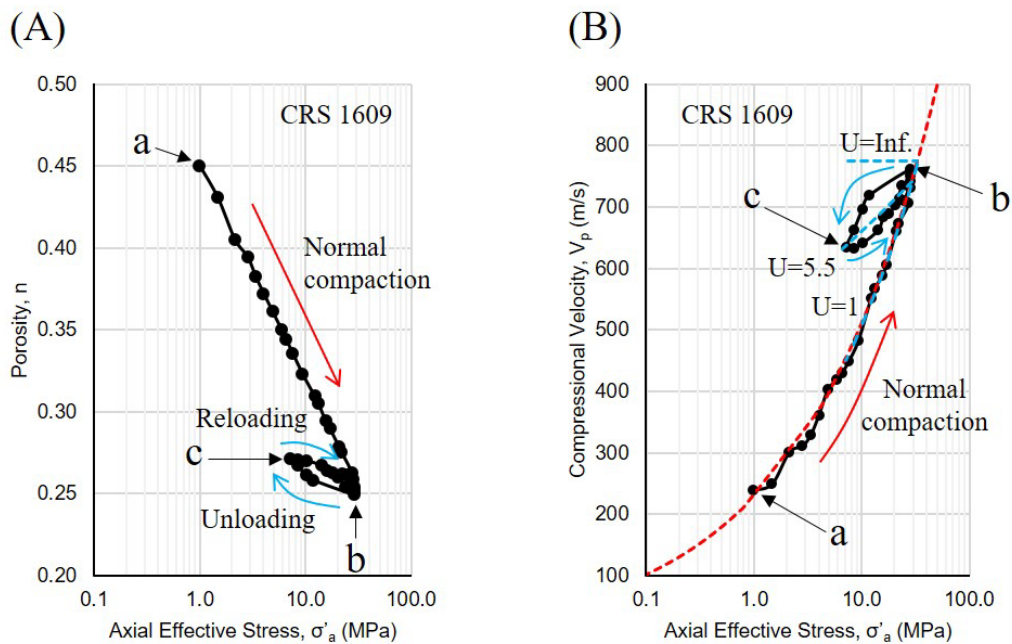 (A)
0.50
0.45
0.40
0.35
0.30
0.25
0.20
Porosity, n
CRS 1609
a
Normal
compaction
Reloading
c
Unloading
b
0.1
1.0
10.0
100.0
Axial Effective Stress, σ'a (MPa)
(B)
900
800
700
600
500
400
300
200
100
Compressional Velocity, Vp (m/s)
CRS 1609
U=Inf.
c
b
U=5.5
U=1
Normal
compaction
a
0.1
1.0
10.0
100.0
Axial Effective Stress, σ'a (MPa)